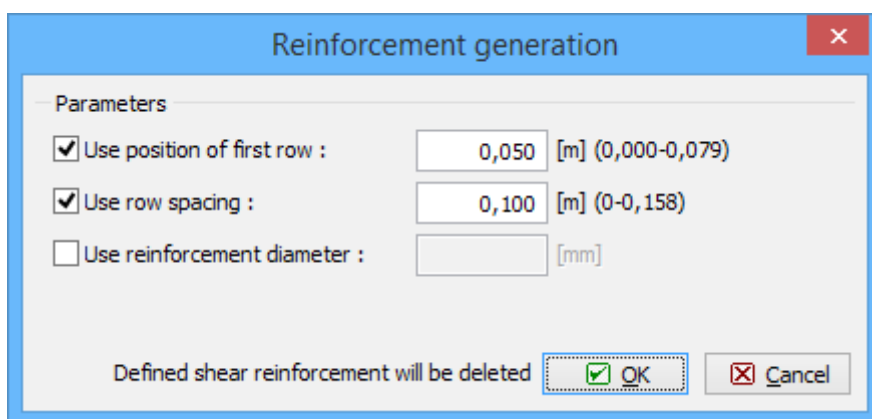 Reinforcement generation
Parameters
Use position of first row : 0,050 [m] (0,000-0,079)
Use row spacing : 0,100 [m] (0-0,158)
Use reinforcement diameter : [mm]
Defined shear reinforcement will be deleted OK Cancel